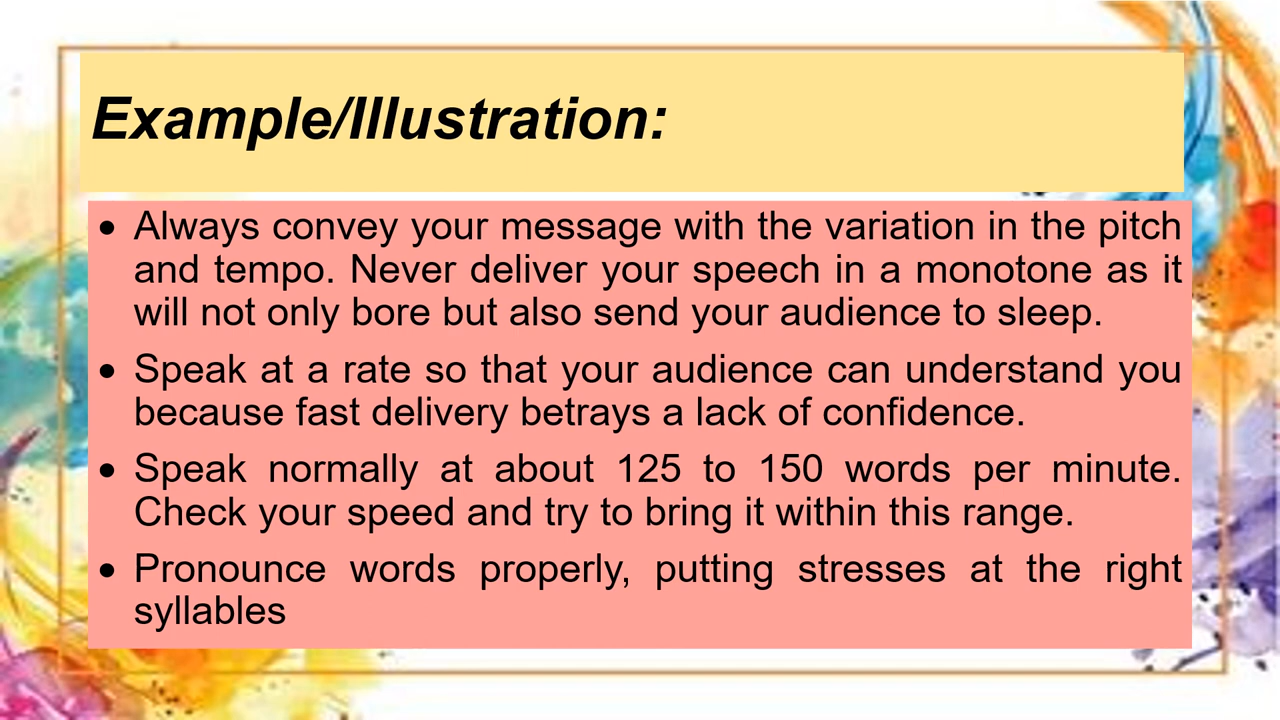 Example/Illustration:
• Always convey your message with the variation in the pitch
and tempo. Never deliver your speech in a monotone as it
will not only bore but also send your audience to sleep.
• Speak at a rate so that your audience can understand you
because fast delivery betrays a lack of confidence.
• Speak normally at about 125 to 150 words per minute.
Check your speed and try to bring it within this range.
• Pronounce words properly, putting stresses at the right
syllables